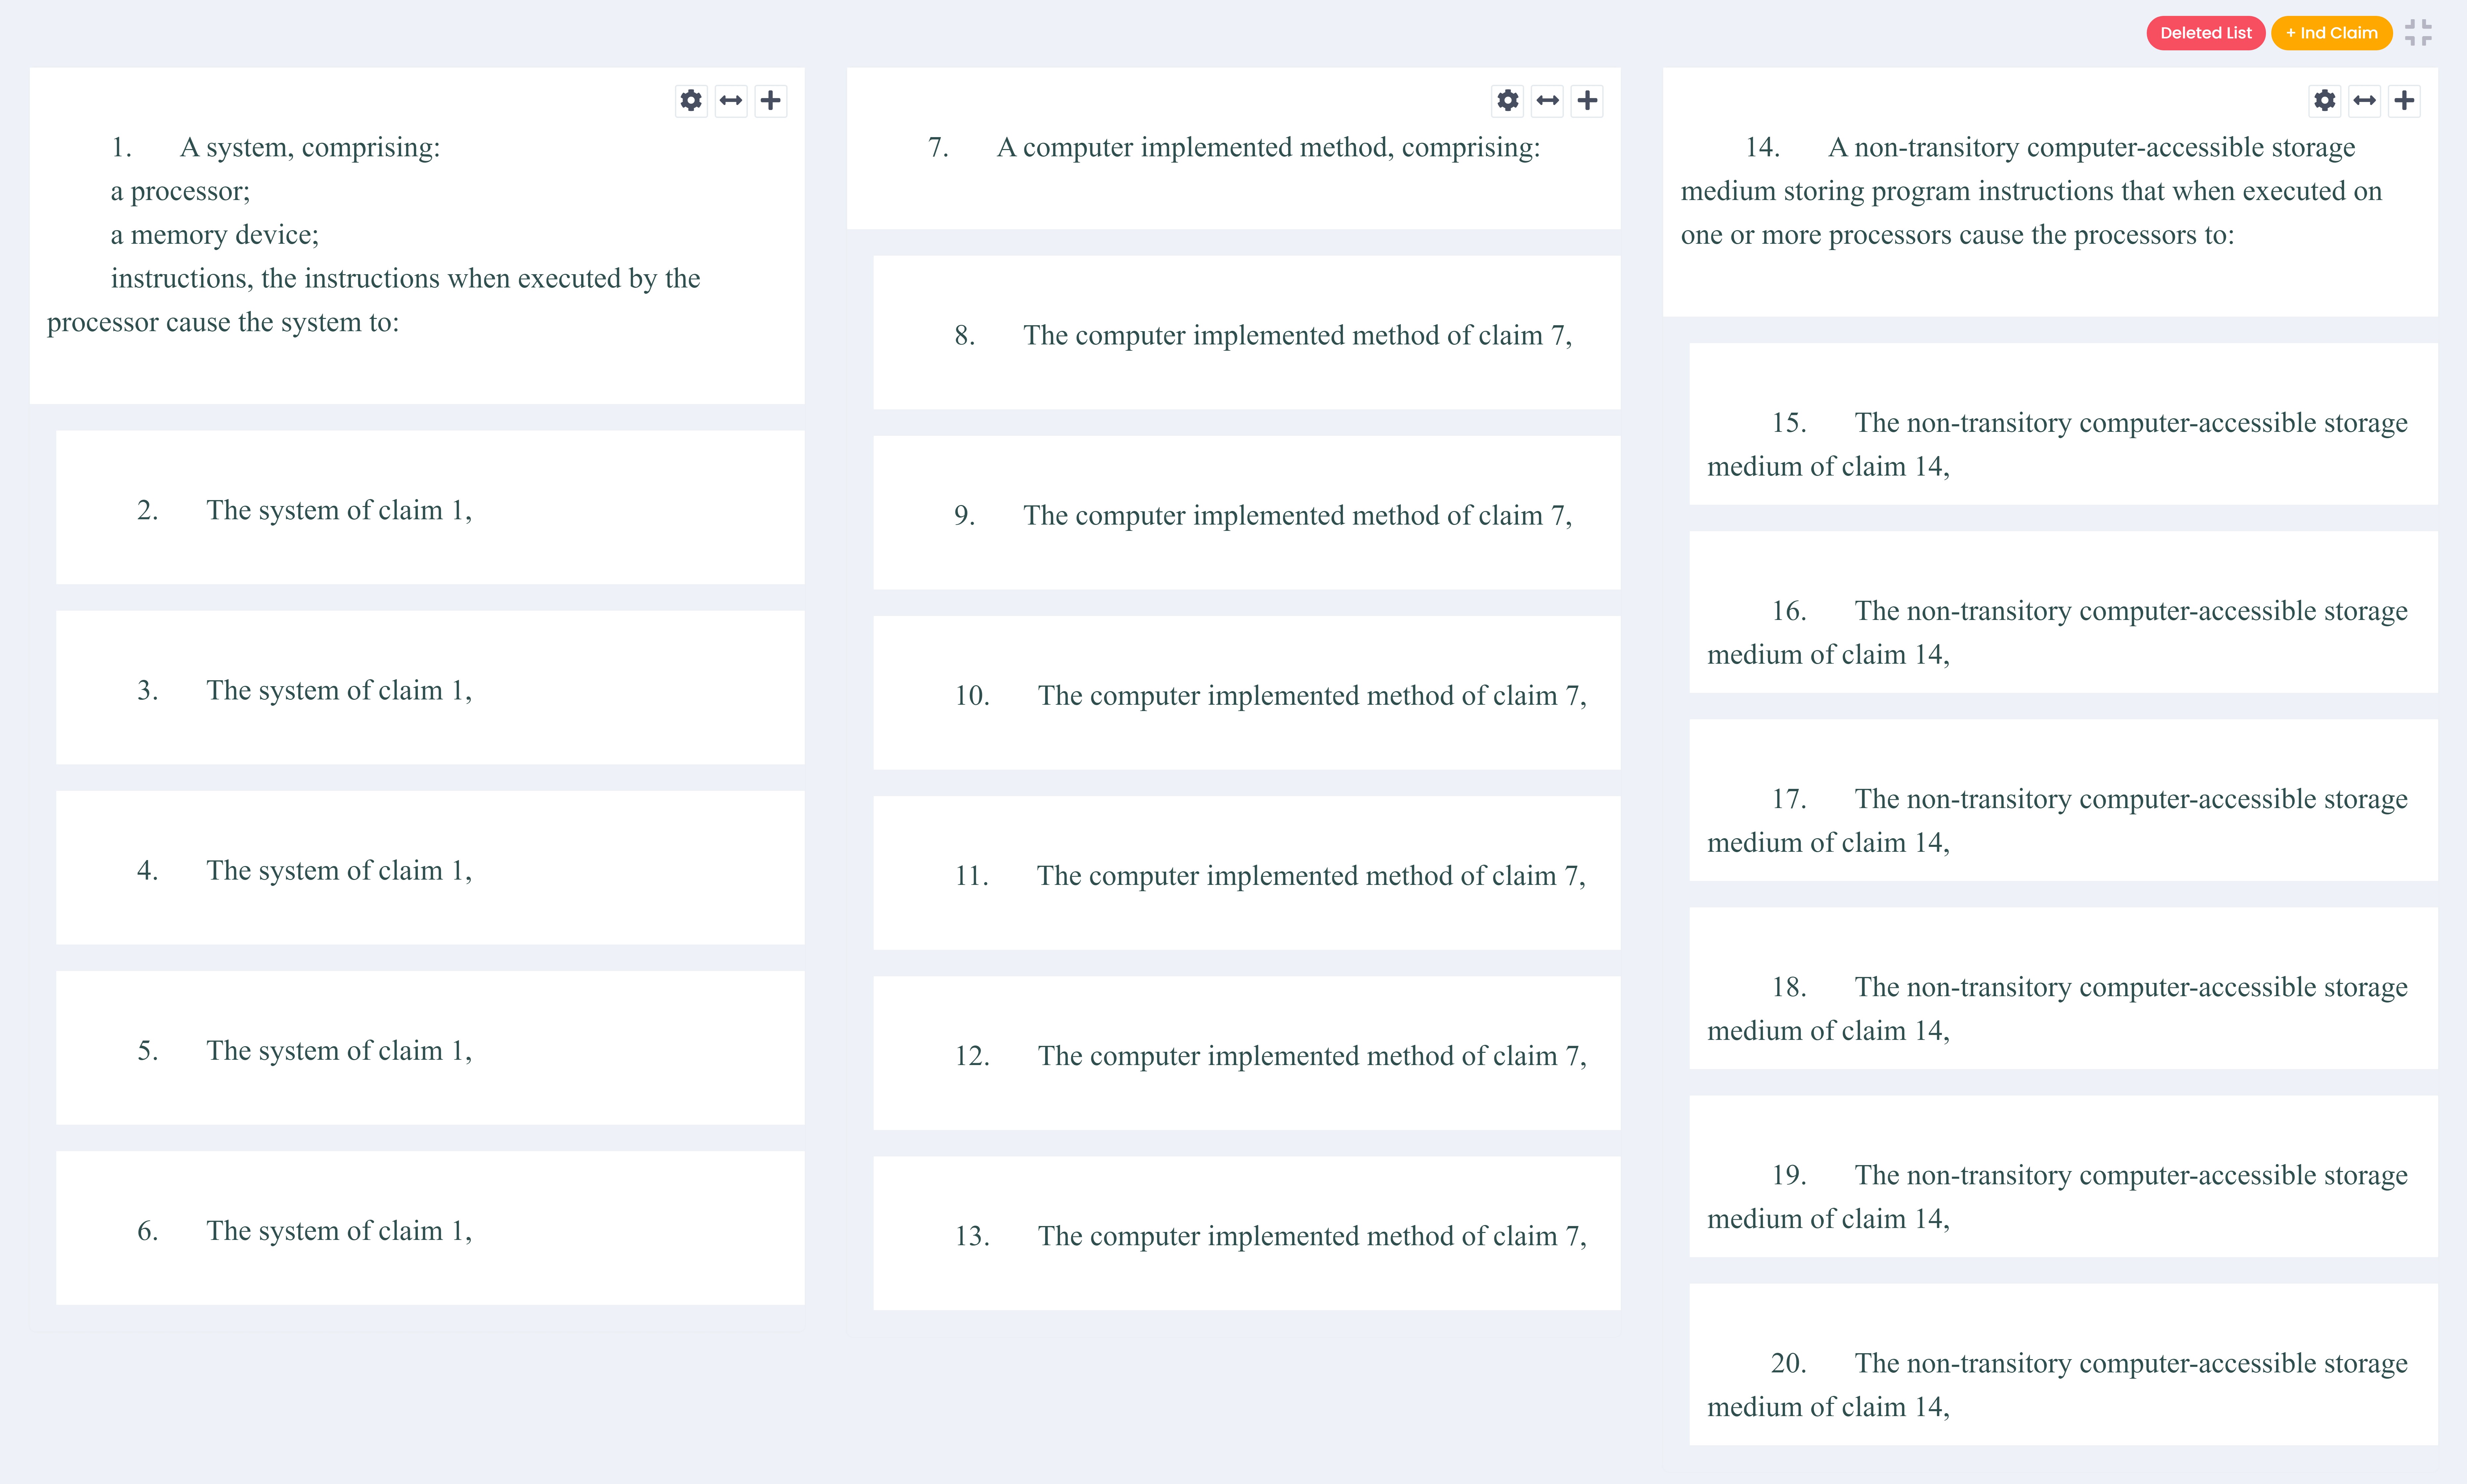 Deleted List
+ Ind Claim
1. A system, comprising:
a processor;
a memory device;
instructions, the instructions when executed by the
processor cause the system to:
2. The system of claim 1,
3. The system of claim 1,
4. The system of claim 1,
5. The system of claim 1,
6. The system of claim 1,
7. A computer implemented method, comprising:
8. The computer implemented method of claim 7,
9. The computer implemented method of claim 7,
10. The computer implemented method of claim 7,
11. The computer implemented method of claim 7,
12. The computer implemented method of claim 7,
13. The computer implemented method of claim 7,
14. A non-transitory computer-accessible storage
medium storing program instructions that when executed on
one or more processors cause the processors to:
15. The non-transitory computer-accessible storage
medium of claim 14,
16. The non-transitory computer-accessible storage
medium of claim 14,
17. The non-transitory computer-accessible storage
medium of claim 14,
18. The non-transitory computer-accessible storage
medium of claim 14,
19. The non-transitory computer-accessible storage
medium of claim 14,
20. The non-transitory computer-accessible storage
medium of claim 14,